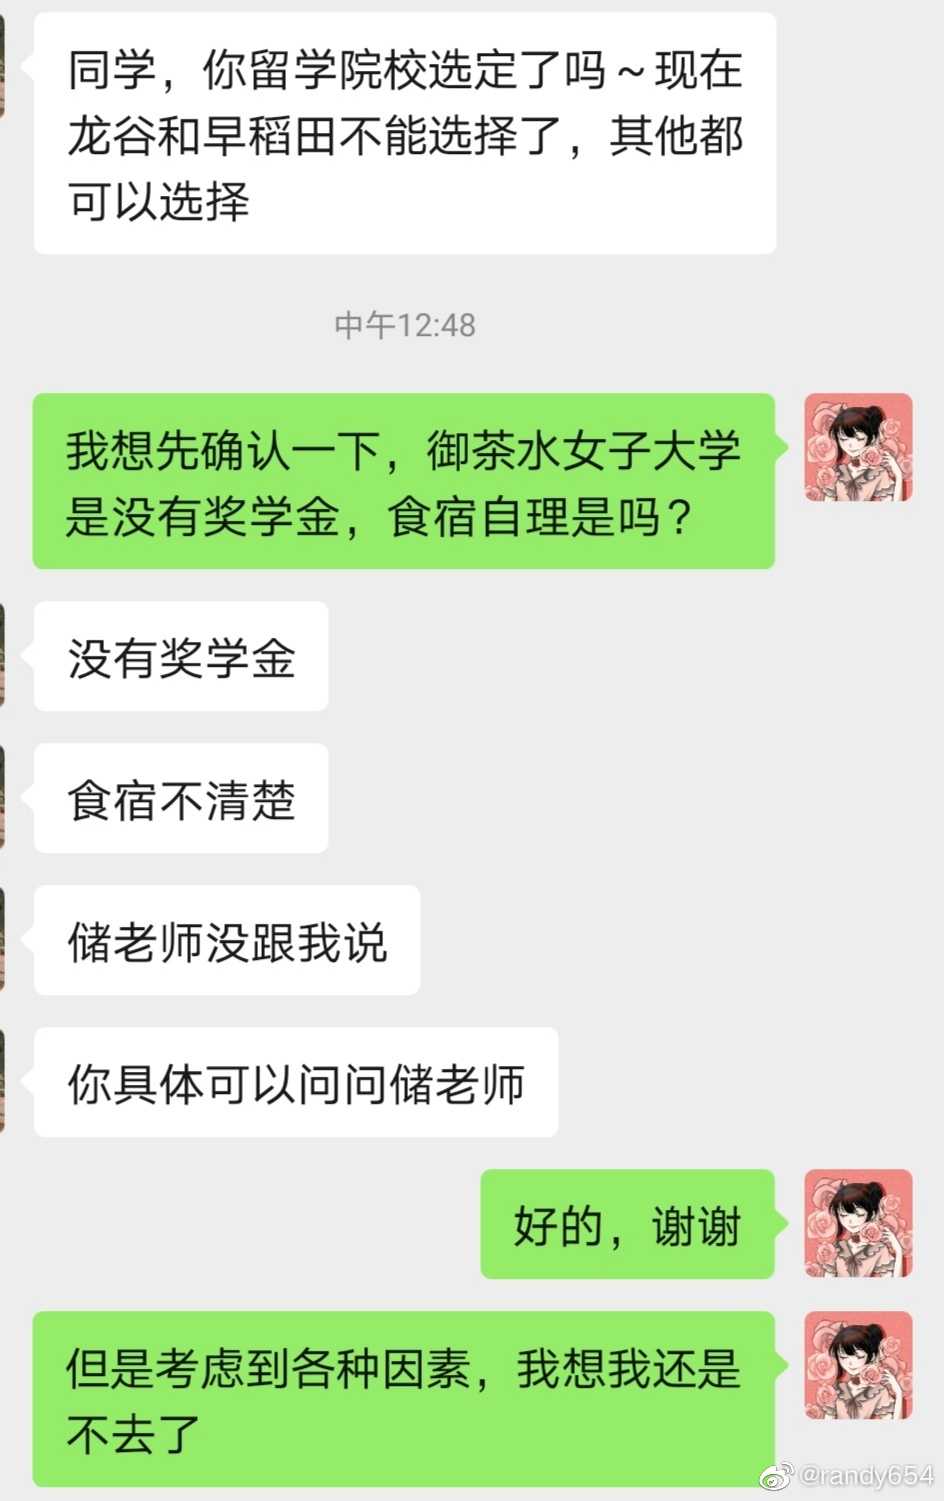 同学，你留学院校选定了吗～现在
龙谷和早稻田不能选择了，其他都
可以选择
中午12:48
我想先确认一下，御茶水女子大学
是没有奖学金，食宿自理是吗？
没有奖学金
食宿不清楚
储老师没跟我说
你具体可以问问储老师
好的，谢谢
但是考虑到各种因素，我想我还是
不去了
@randy654